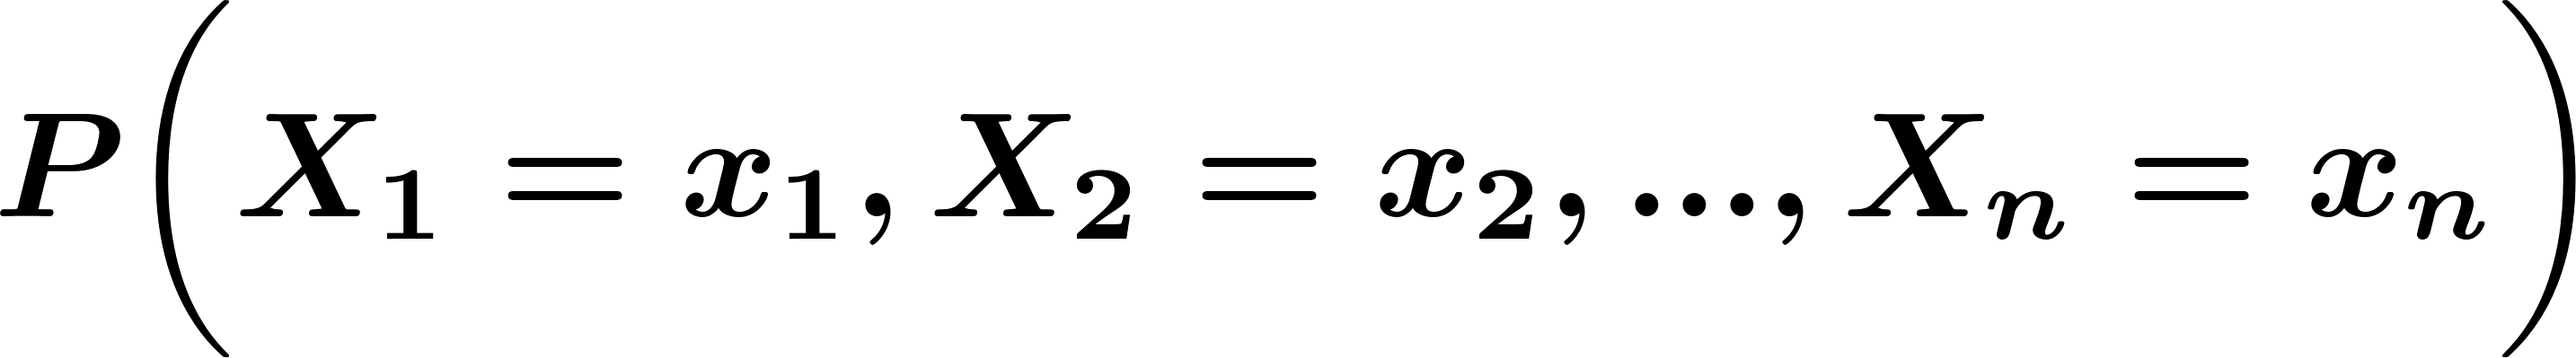 P(X₁ = x₁, X₂ = x₂, ..., Xₙ = xₙ)